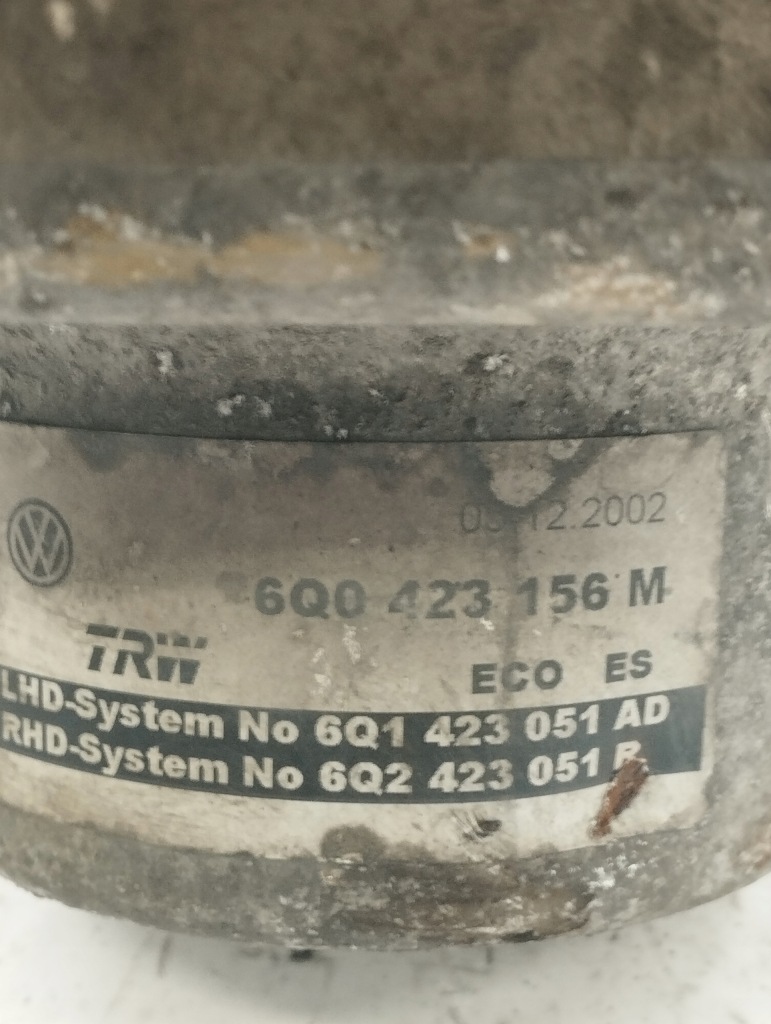 12.2002
6Q0 423 156 M
TRW
ECO ES
LHD-System No 6Q1 423 051 AD
RHD-System No 6Q2 423 051